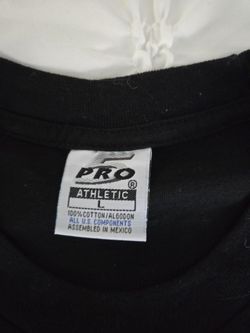 PRO
®
ATHLETIC
L
100% COTTON/ALGODON
ALL U.S. COMPONENTS
ASSEMBLED IN MEXICO